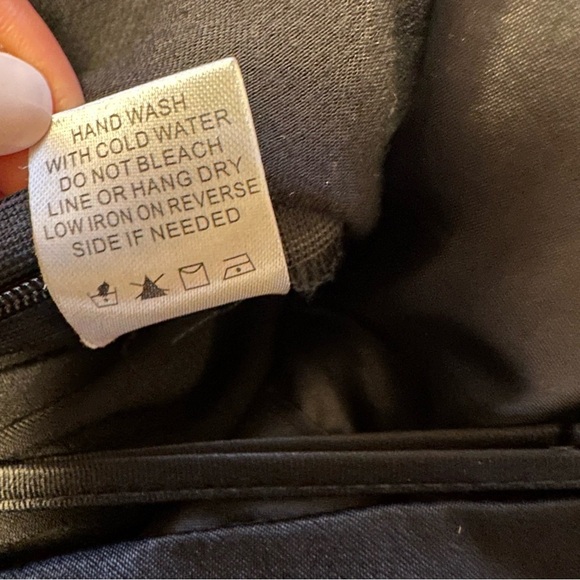 HAND WASH
WITH COLD WATER
DO NOT BLEACH
LINE OR HANG DRY
LOW IRON ON REVERSE
SIDE IF NEEDED